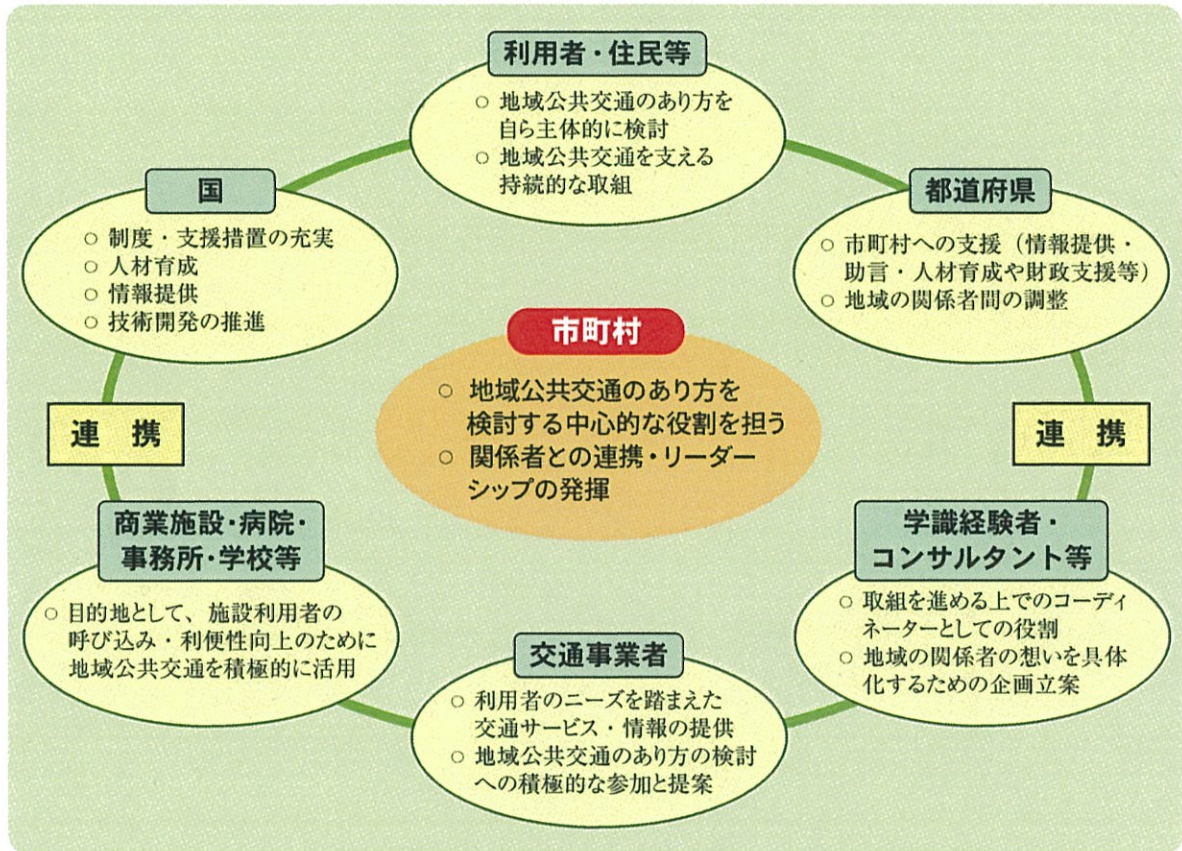 利用者・住民等
○ 地域公共交通のあり方を
自ら主体的に検討
○ 地域公共交通を支える
持続的な取組
国
○ 制度・支援措置の充実
○ 人材育成
○ 情報提供
○ 技術開発の推進
都道府県
○ 市町村への支援（情報提供・
助言・人材育成や財政支援等）
○ 地域の関係者間の調整
市町村
○ 地域公共交通のあり方を
検討する中心的な役割を担う
○ 関係者との連携・リーダー
シップの発揮
連 携
連 携
商業施設・病院・
事務所・学校等
○ 目的地として、施設利用者の
呼び込み・利便性向上のために
地域公共交通を積極的に活用
学識経験者・
コンサルタント等
○ 取組を進める上でのコーディ
ネーターとしての役割
○ 地域の関係者の想いを具体
化するための企画立案
交通事業者
○ 利用者のニーズを踏まえた
交通サービス・情報の提供
○ 地域公共交通のあり方の検討
への積極的な参加と提案